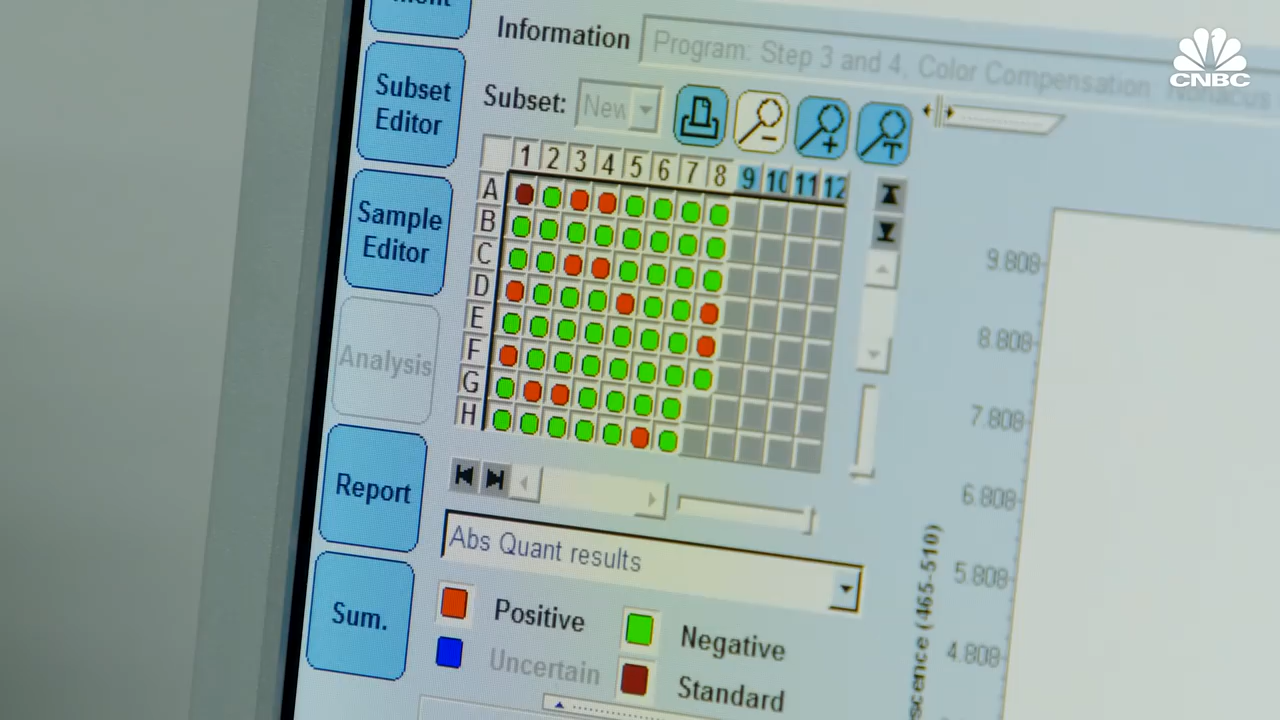 CNBC
Information
Program: Step 3 and 4, Color Compensation
Subset
Editor
Subset:
New
1 2 3 4 5 6 7 8 9 10 11 12
A
B
C
D
E
F
G
H
Sample
Editor
Analysis
Report
Sum.
Abs Quant results
Positive
Negative
Uncertain
Standard
9.808
8.808
7.808
6.808
5.808
4.808
(465-510)